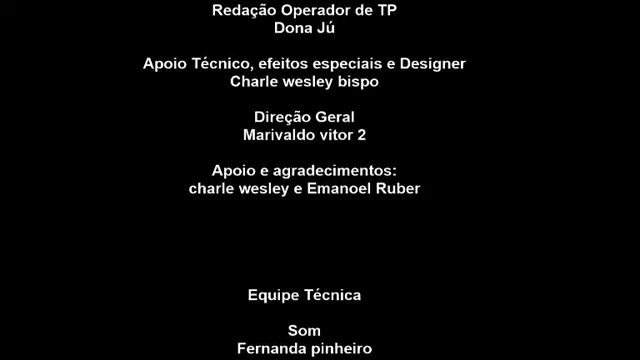 Redação Operador de TP
Dona Jú
Apoio Técnico, efeitos especiais e Designer
Charle wesley bispo
Direção Geral
Marivaldo vitor 2
Apoio e agradecimentos:
charle wesley e Emanoel Ruber
Equipe Técnica
Som
Fernanda pinheiro